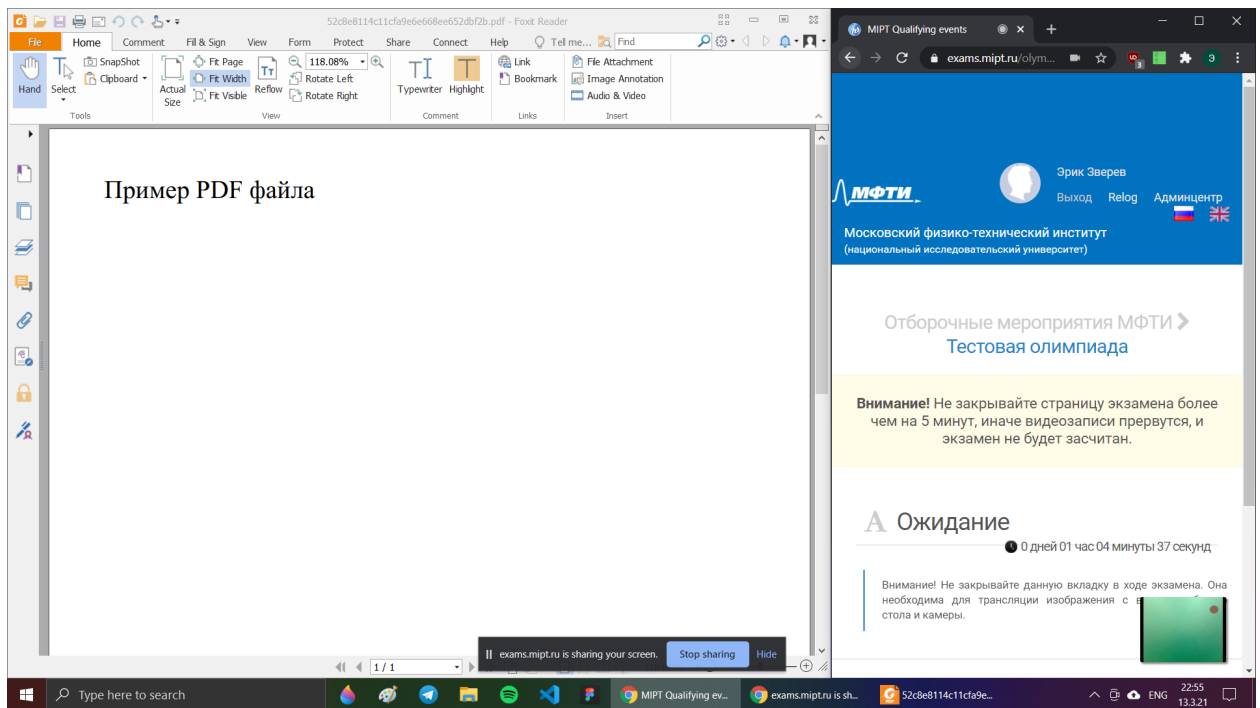 52c8e8114c11cfa9e6e668ee652dbf2b.pdf - Foxit Reader
File Home Comment Fill & Sign View Form Protect Share Connect Help Tell me... Find
Hand
Select
SnapShot
Clipboard
Tools
Actual Size
Fit Page
Fit Width
Fit Visible
Reflow
118.08%
Rotate Left
Rotate Right
View
Typewriter
Highlight
Comment
Link
Bookmark
Links
File Attachment
Image Annotation
Audio & Video
Insert
Пример PDF файла
1 / 1
MIPT Qualifying events
exams.mipt.ru/olym...
МФТИ
Эрик Зверев
Выход Relog Админцентр
Московский физико-технический институт
(национальный исследовательский университет)
Отборочные мероприятия МФТИ
Тестовая олимпиада
Внимание! Не закрывайте страницу экзамена более
чем на 5 минут, иначе видеозаписи прервутся, и
экзамен не будет засчитан.
A Ожидание
0 дней 01 час 04 минуты 37 секунд
Внимание! Не закрывайте данную вкладку в ходе экзамена. Она
необходима для трансляции изображения с
стола и камеры.
exams.mipt.ru is sharing your screen. Stop sharing Hide
Type here to search
MIPT Qualifying ev...
exams.mipt.ru is sh...
52c8e8114c11cfa9e...
ENG
22:55
13.3.21